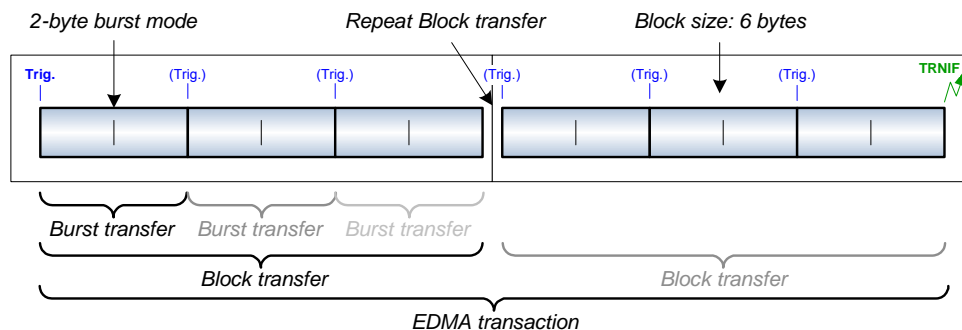 2-byte burst mode Repeat Block transfer Block size: 6 bytes
Trig. (Trig.) (Trig.) (Trig.) (Trig.) (Trig.) TRNIF
Burst transfer Burst transfer Burst transfer
Block transfer Block transfer
EDMA transaction